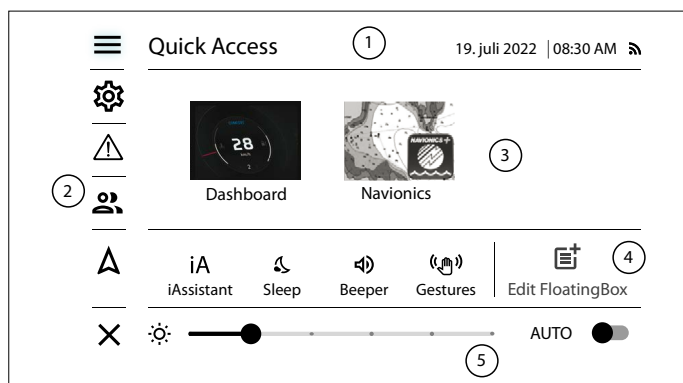 Quick Access
1
19. juli 2022 | 08:30 AM
28
NAVIONICS+
3
Dashboard
Navionics
2
iA
4
iAssistant
Sleep
Beeper
Gestures
Edit FloatingBox
AUTO
5